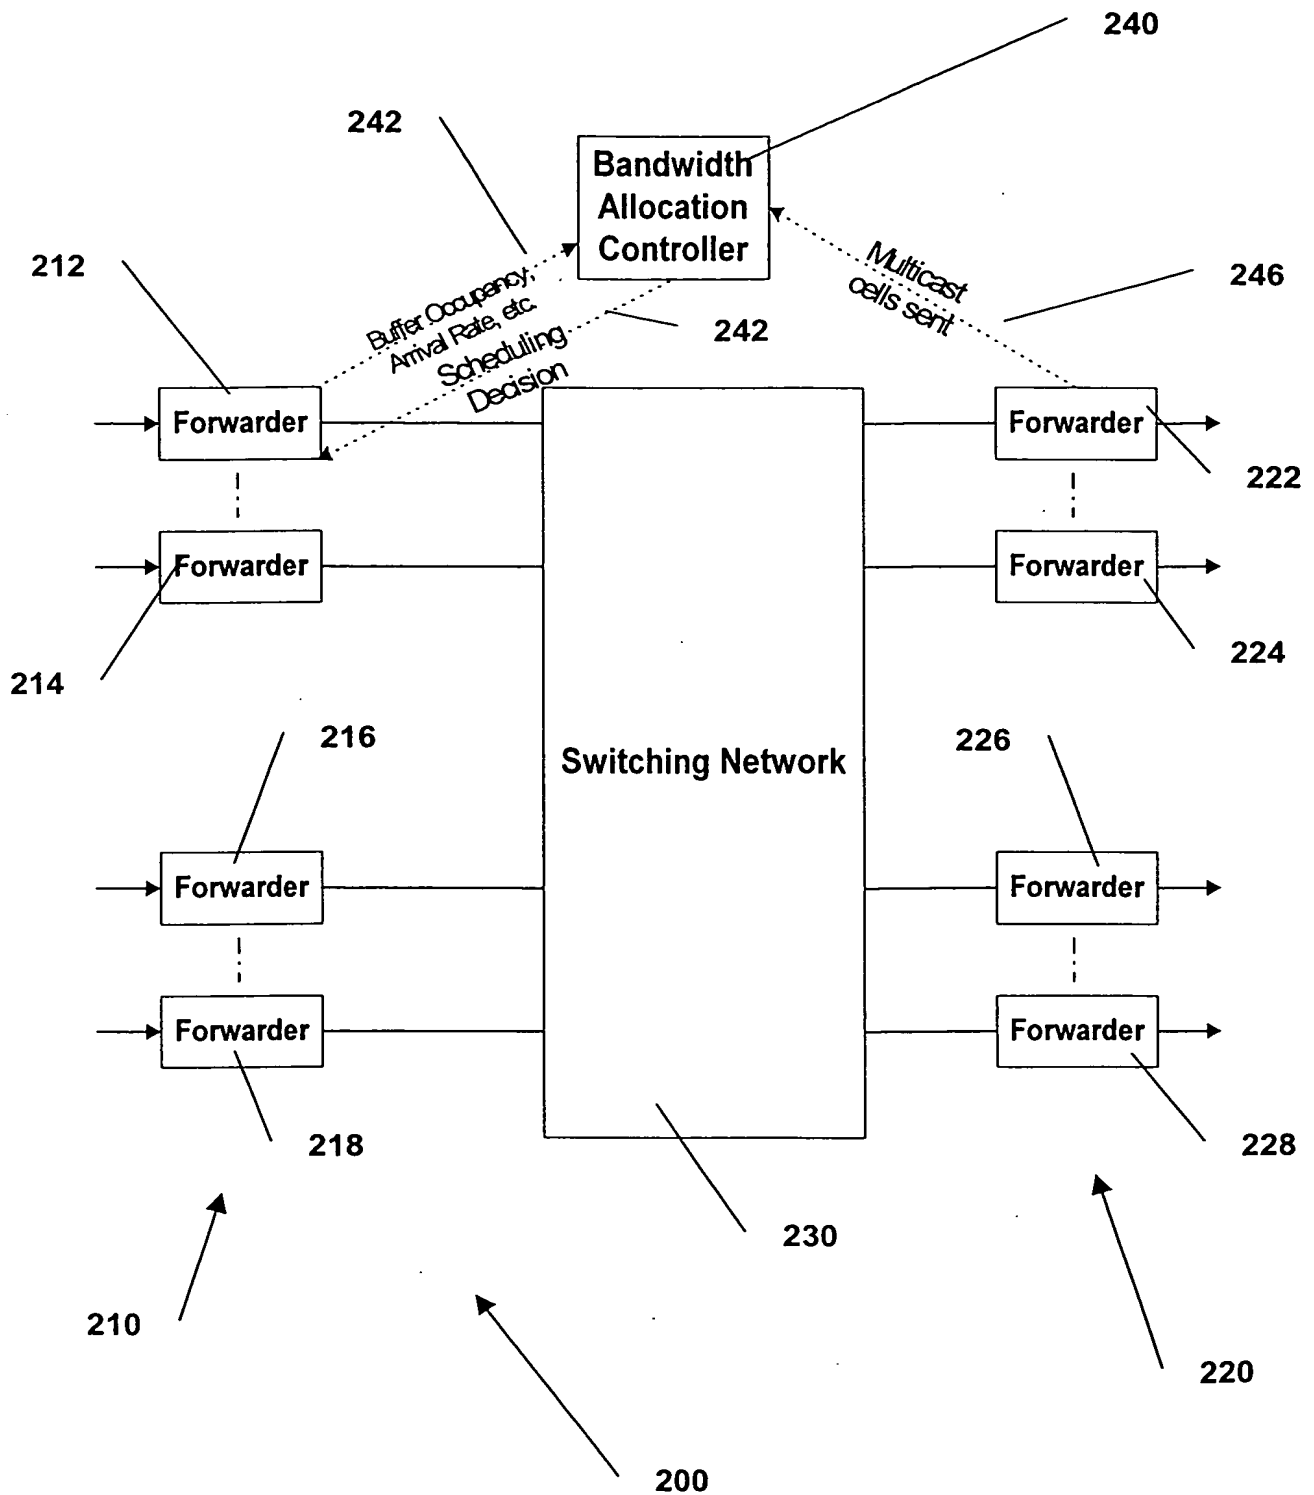 240
242
Bandwidth
Allocation
Controller
212
Buffer Occupancy,
Arrival Rate, etc.
Multicast
cells sent
246
242
Scheduling
Decision
Forwarder
Forwarder
222
Forwarder
Forwarder
214
224
216
226
Switching Network
Forwarder
Forwarder
Forwarder
Forwarder
218
228
230
210
220
200